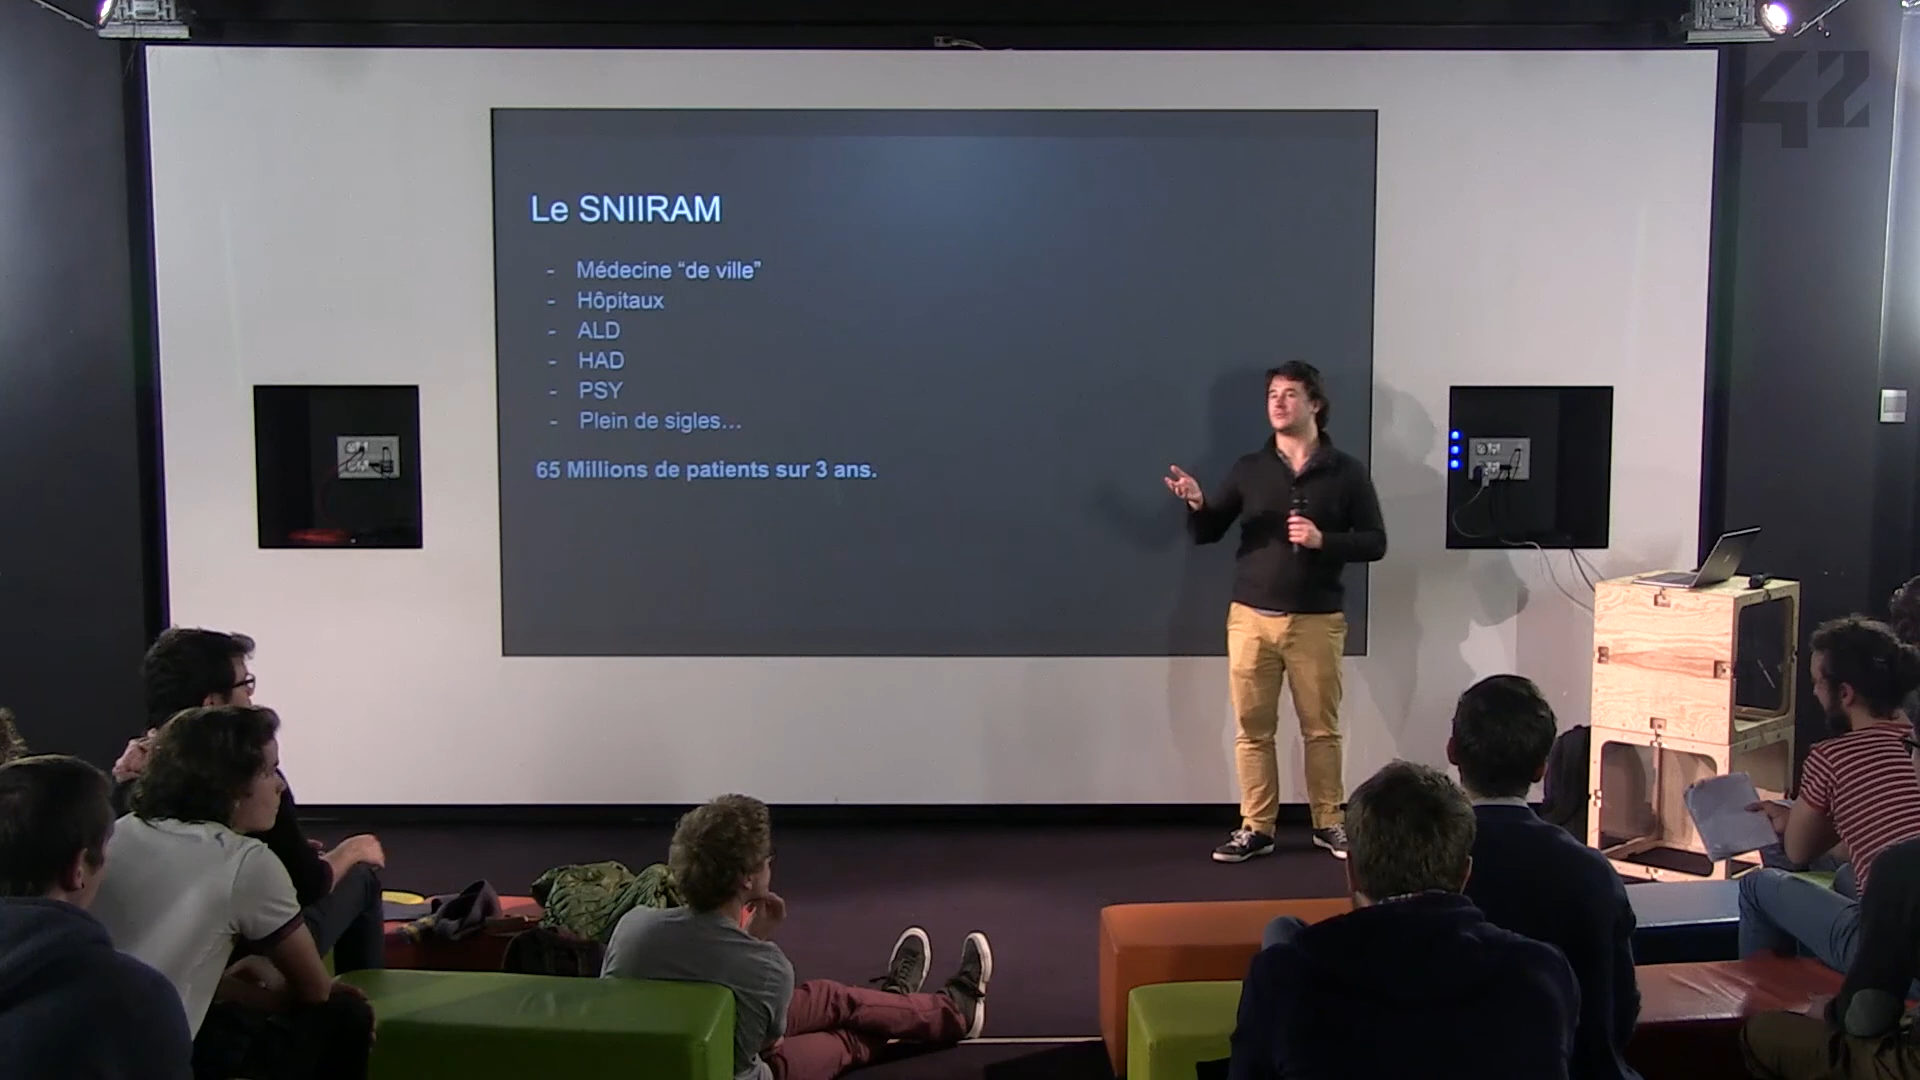 42
Le SNIIRAM
- Médecine “de ville”
- Hôpitaux
- ALD
- HAD
- PSY
- Plein de sigles…
65 Millions de patients sur 3 ans.